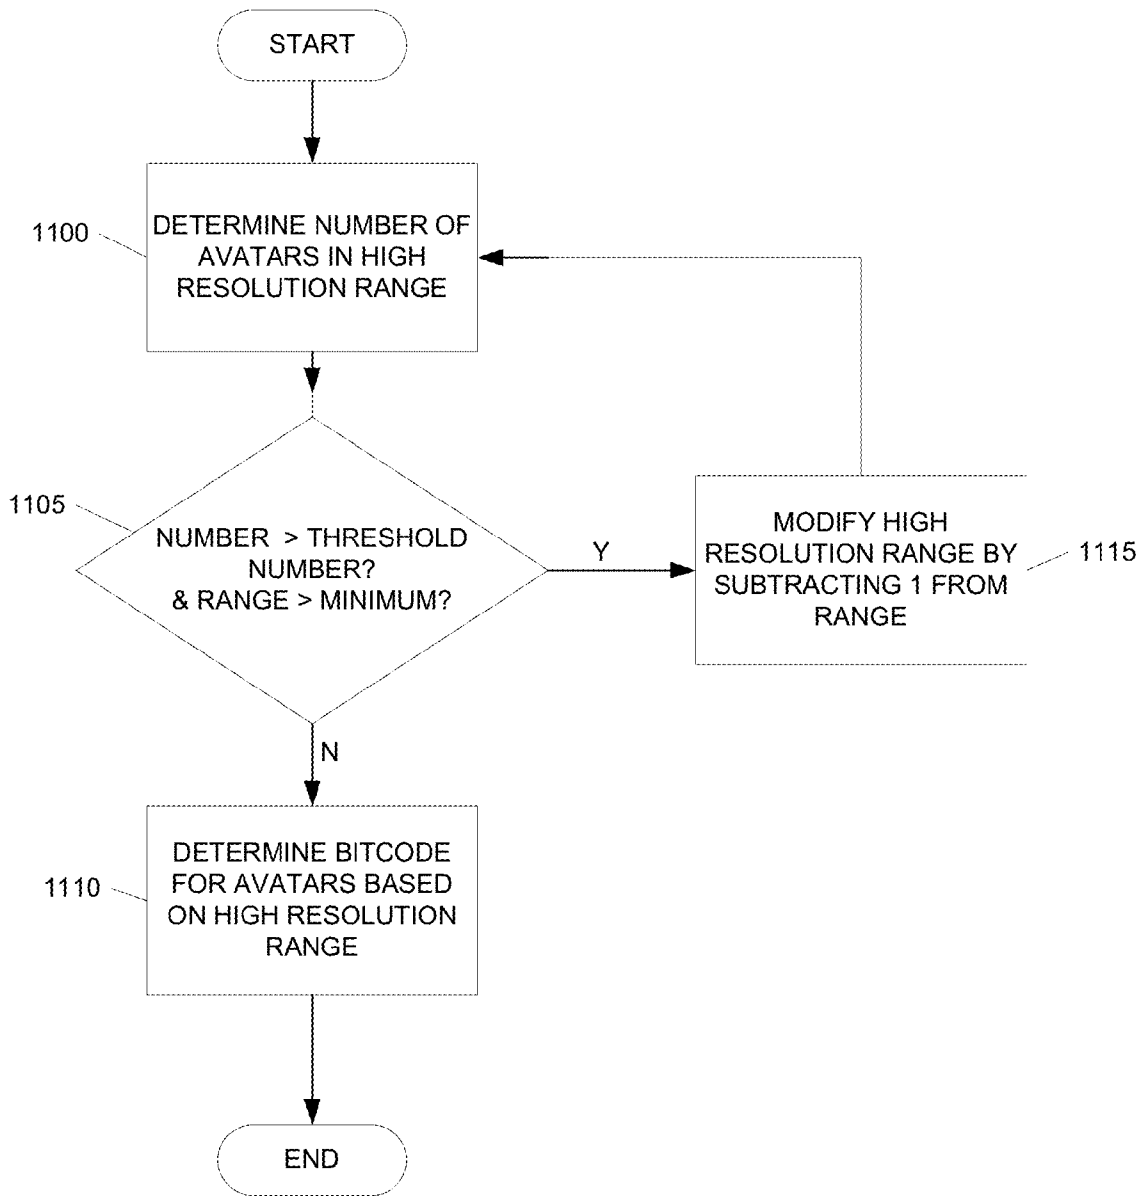 START
1100
DETERMINE NUMBER OF
AVATARS IN HIGH
RESOLUTION RANGE
1105
NUMBER > THRESHOLD
NUMBER?
& RANGE > MINIMUM?
Y
MODIFY HIGH
RESOLUTION RANGE BY
SUBTRACTING 1 FROM
RANGE
1115
N
1110
DETERMINE BITCODE
FOR AVATARS BASED
ON HIGH RESOLUTION
RANGE
END